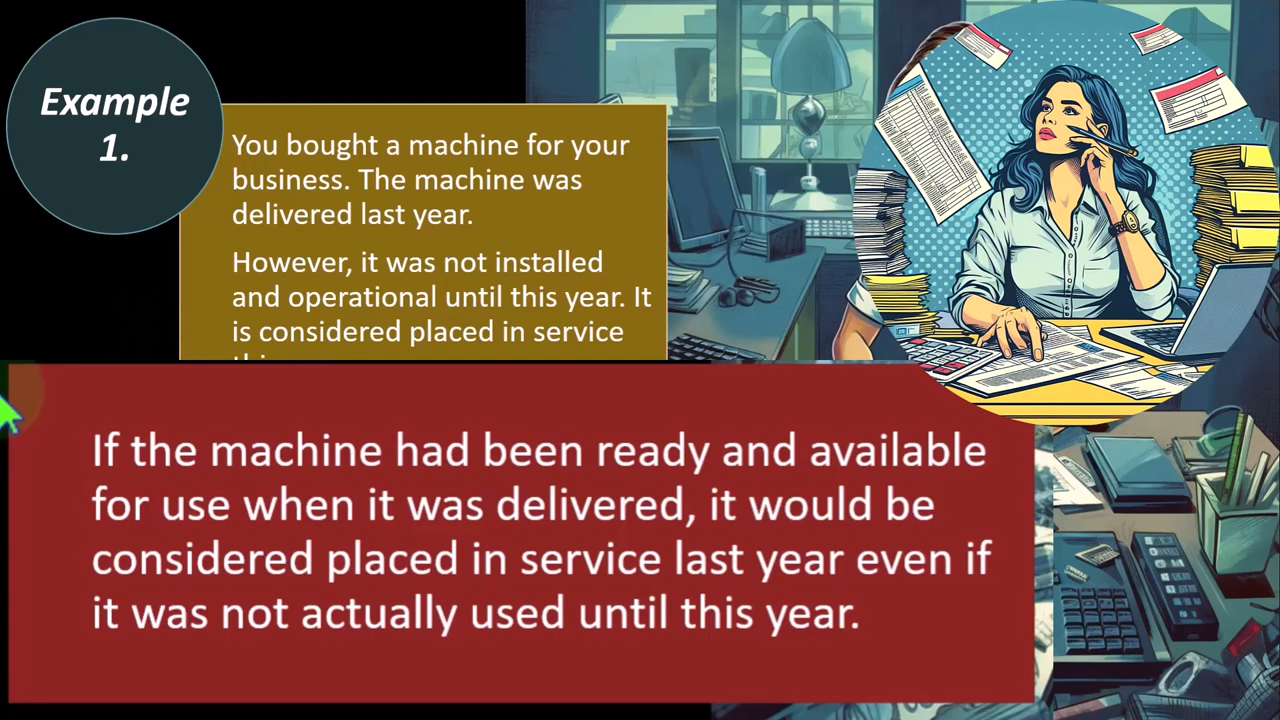 Example
1.
You bought a machine for your
business. The machine was
delivered last year.
However, it was not installed
and operational until this year. It
is considered placed in service
If the machine had been ready and available
for use when it was delivered, it would be
considered placed in service last year even if
it was not actually used until this year.